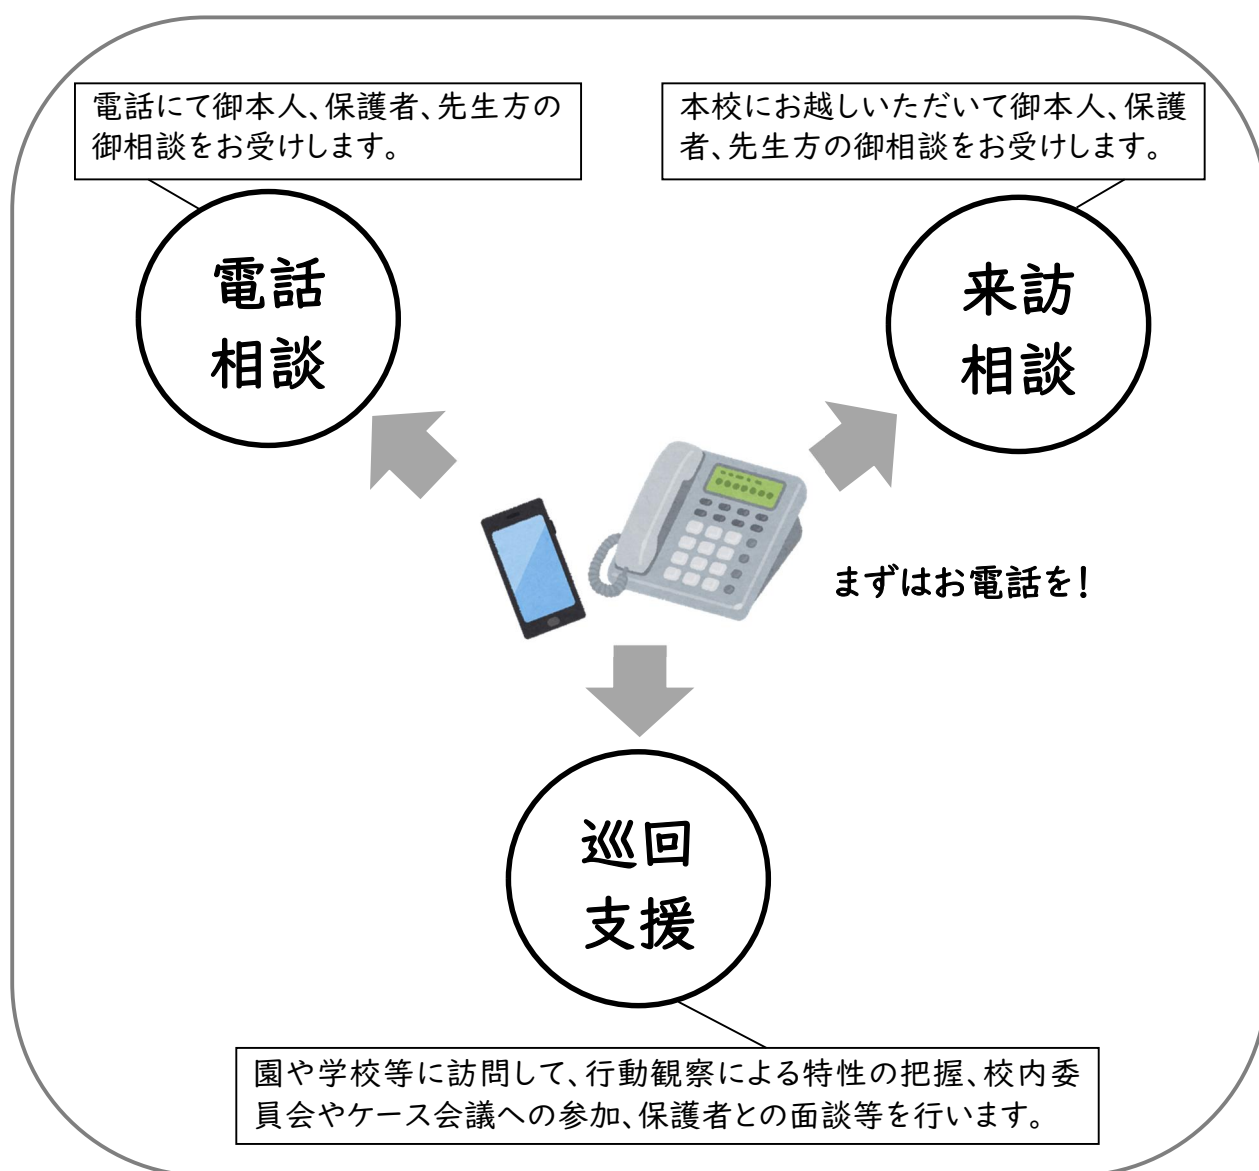 電話にて御本人、保護者、先生方の
御相談をお受けします。
本校にお越しいただいて御本人、保護
者、先生方の御相談をお受けします。
電話
相談
来訪
相談
まずはお電話を！
巡回
支援
園や学校等に訪問して、行動観察による特性の把握、校内委
員会やケース会議への参加、保護者との面談等を行います。